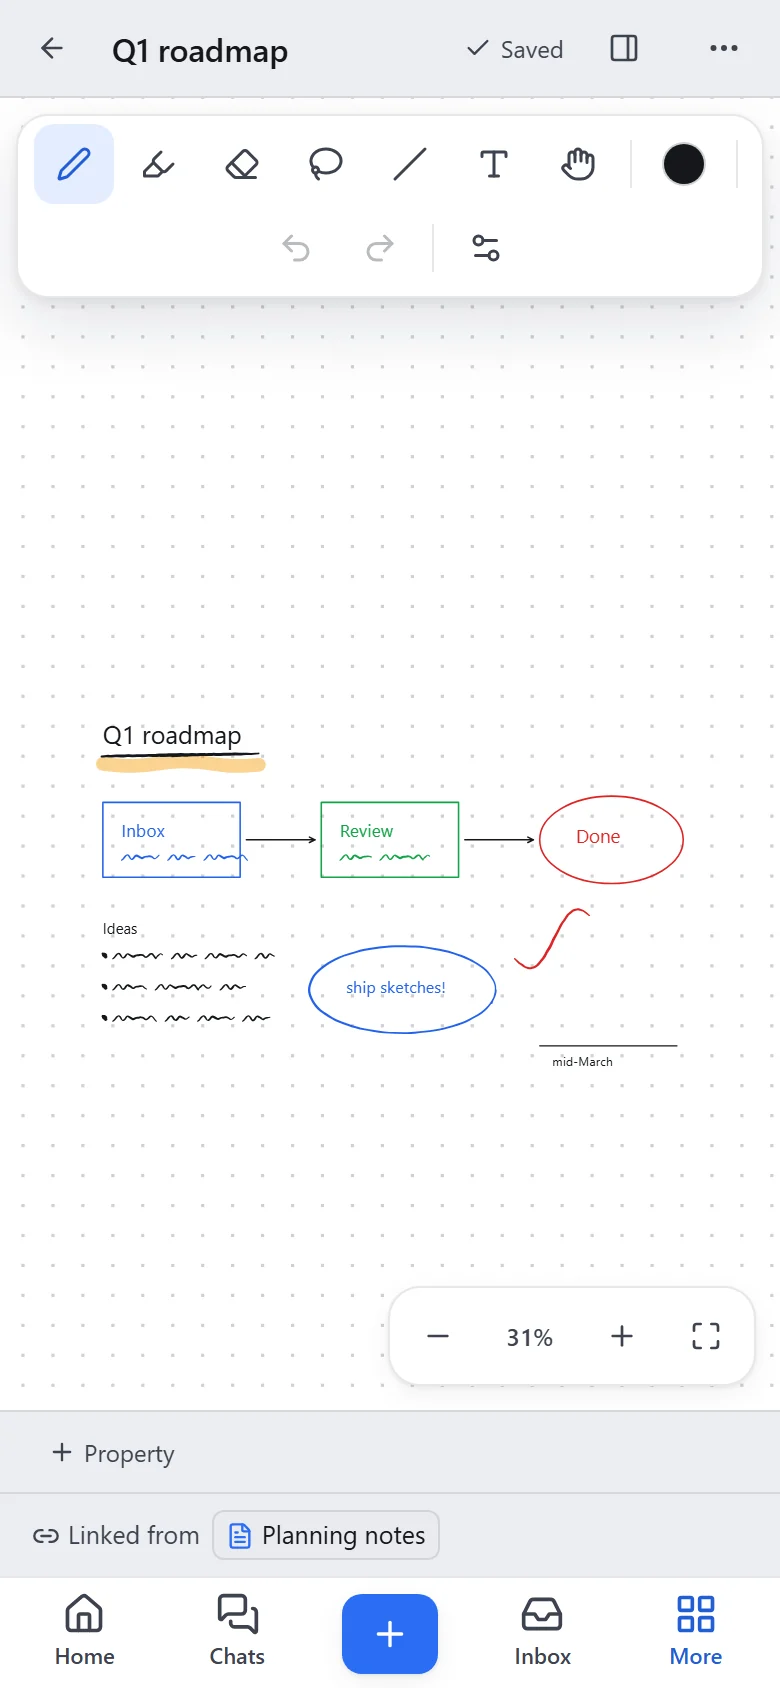 Q1 roadmap
Saved
Q1 roadmap
Inbox
Review
Done
Ideas
ship sketches!
mid-March
31%
Property
Linked from
Planning notes
Home
Chats
Inbox
More